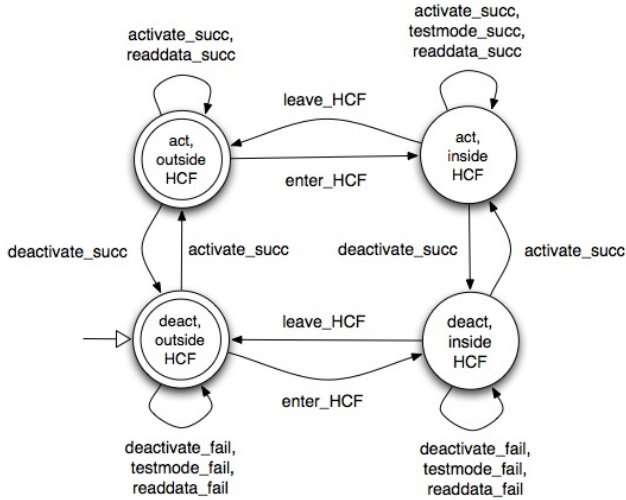 activate_succ,
readdata_succ
activate_succ,
testmode_succ,
readdata_succ
leave_HCF
act,
outside
HCF
act,
inside
HCF
enter_HCF
deactivate_succ
activate_succ
deactivate_succ
activate_succ
deact,
outside
HCF
leave_HCF
deact,
inside
HCF
enter_HCF
deactivate_fail,
testmode_fail,
readdata_fail
deactivate_fail,
testmode_fail,
readdata_fail